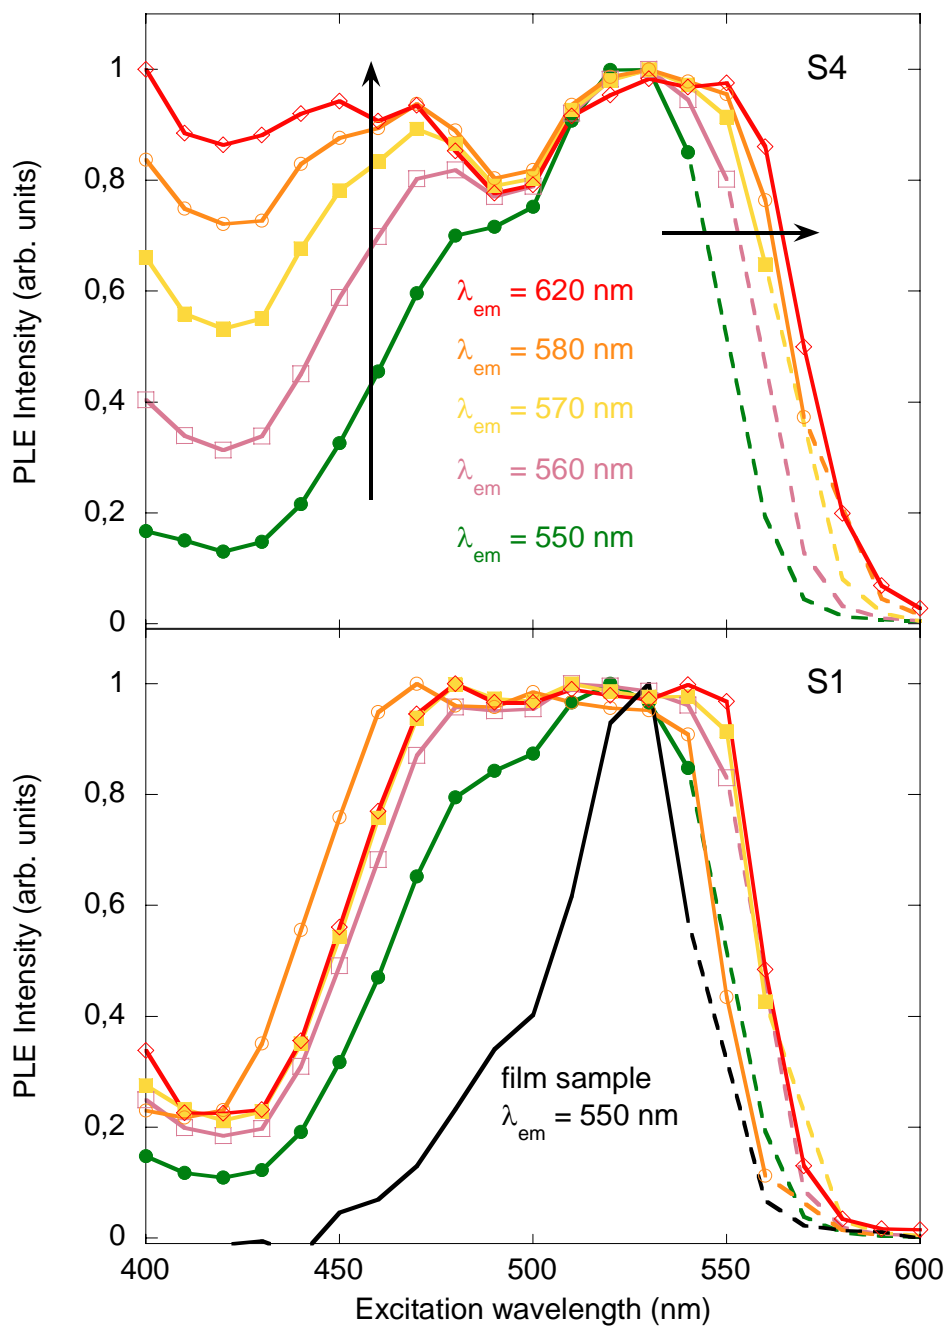 S4
PLE Intensity (arb. units)
1
0,8
0,6
0,4
0,2
0
λem = 620 nm
λem = 580 nm
λem = 570 nm
λem = 560 nm
λem = 550 nm
S1
PLE Intensity (arb. units)
1
0,8
0,6
0,4
0,2
0
film sample
λem = 550 nm
400 450 500 550 600
Excitation wavelength (nm)